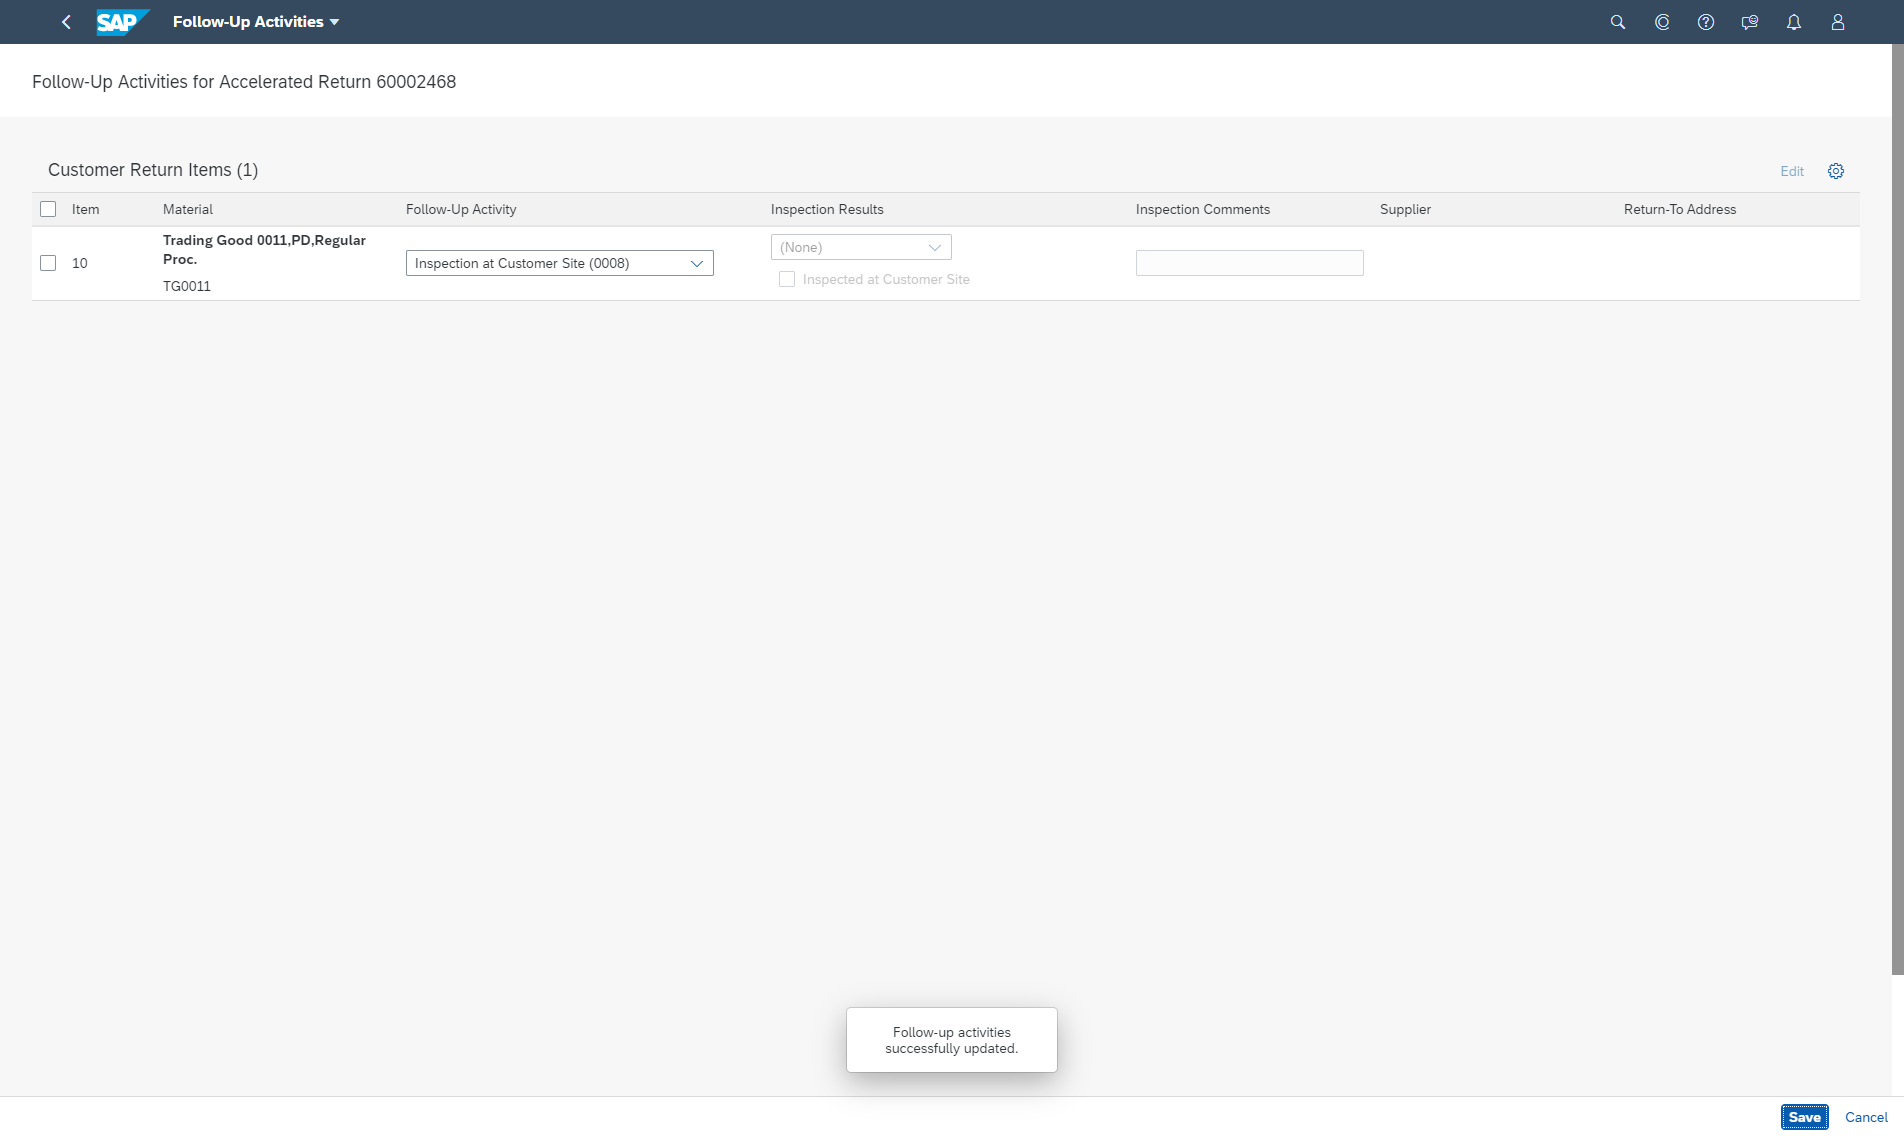 SAP Follow-Up Activities
Follow-Up Activities for Accelerated Return 60002468
Customer Return Items (1)
Edit
Item Material Follow-Up Activity Inspection Results Inspection Comments Supplier Return-To Address
10
Trading Good 0011,PD,Regular
Proc.
TG0011
Inspection at Customer Site (0008)
(None)
Inspected at Customer Site
Follow-up activities
successfully updated.
Save Cancel